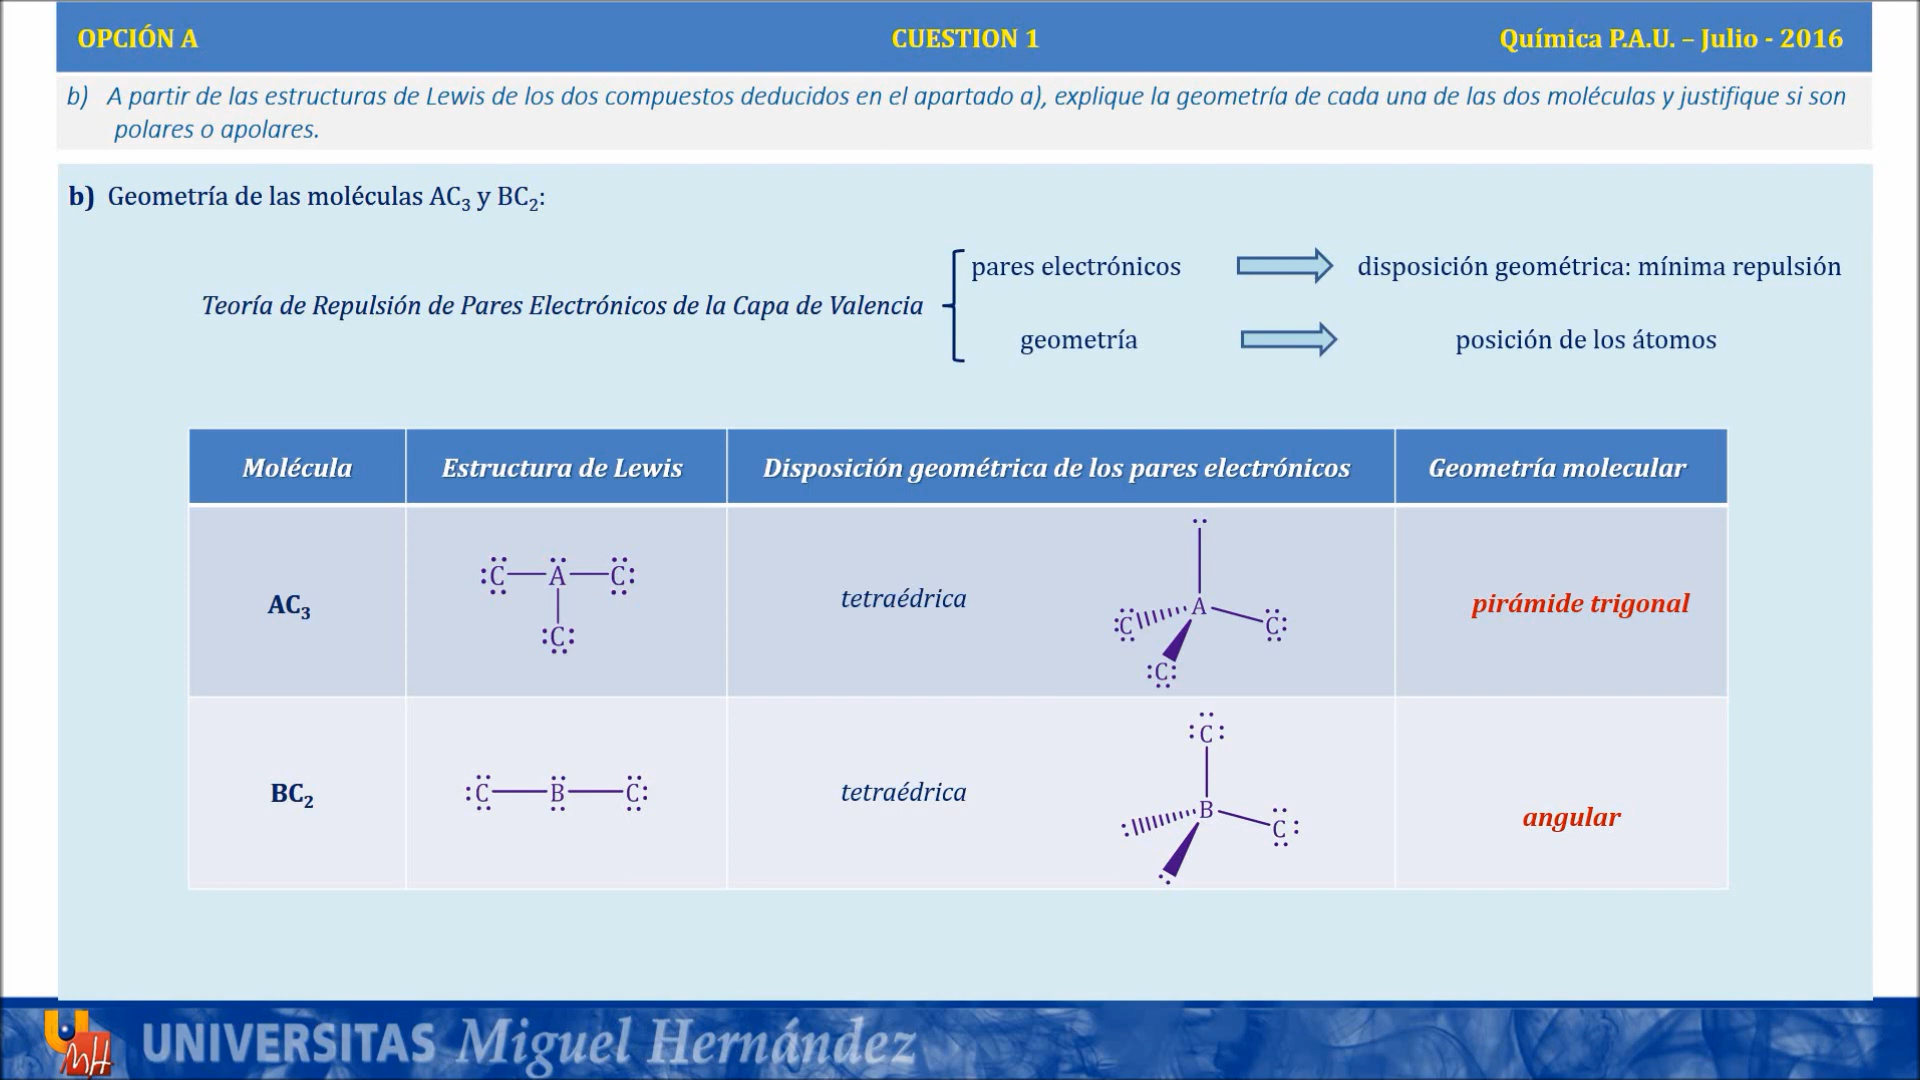 OPCIÓN A CUESTION 1 Química P.A.U. – Julio - 2016
b) A partir de las estructuras de Lewis de los dos compuestos deducidos en el apartado a), explique la geometría de cada una de las dos moléculas y justifique si son
polares o apolares.
b) Geometría de las moléculas AC₃ y BC₂:
pares electrónicos disposición geométrica: mínima repulsión
Teoría de Repulsión de Pares Electrónicos de la Capa de Valencia
geometría posición de los átomos
Molécula Estructura de Lewis Disposición geométrica de los pares electrónicos Geometría molecular
AC₃ C A C C tetraédrica A C C C pirámide trigonal
BC₂ C B C tetraédrica C B C angular
UNIVERSITAS Miguel Hernández
UMH